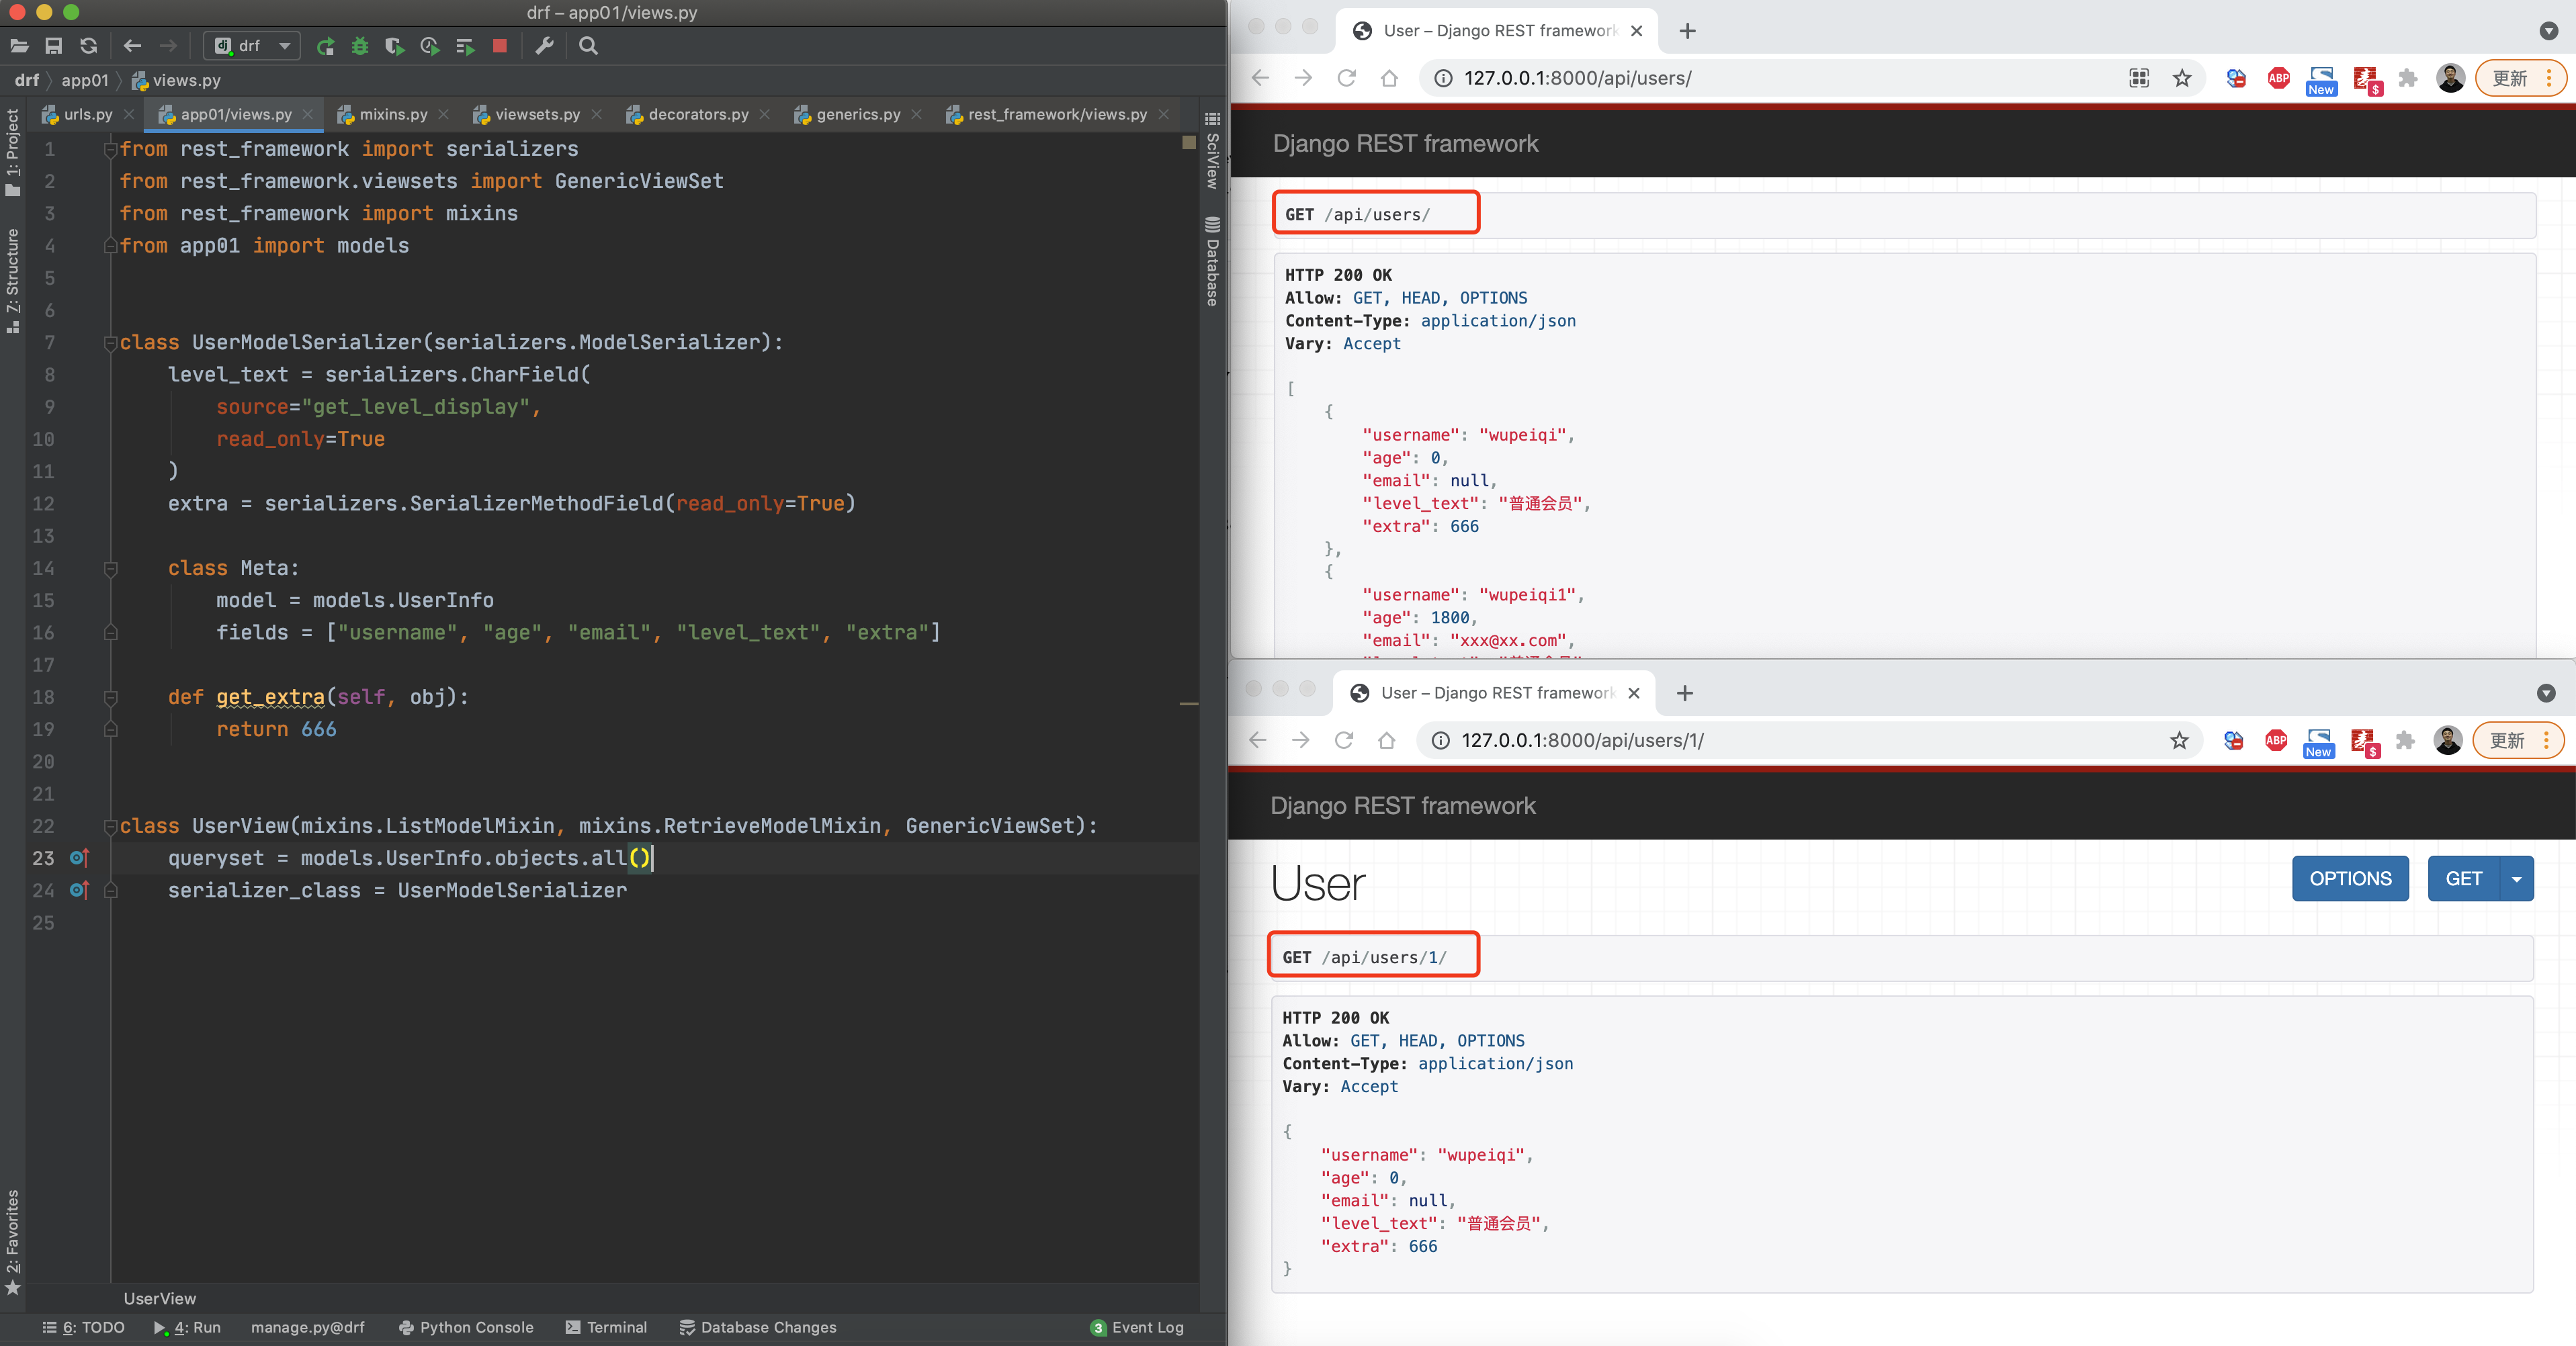 drf – app01/views.py
drf
drf
app01
views.py
urls.py
app01/views.py
mixins.py
viewsets.py
decorators.py
generics.py
rest_framework/views.py
1: Project
Z: Structure
2: Favorites
SciView
Database
1 from rest_framework import serializers
2 from rest_framework.viewsets import GenericViewSet
3 from rest_framework import mixins
4 from app01 import models
5
6
7 class UserModelSerializer(serializers.ModelSerializer):
8 level_text = serializers.CharField(
9 source="get_level_display",
10 read_only=True
11 )
12 extra = serializers.SerializerMethodField(read_only=True)
13
14 class Meta:
15 model = models.UserInfo
16 fields = ["username", "age", "email", "level_text", "extra"]
17
18 def get_extra(self, obj):
19 return 666
20
21
22 class UserView(mixins.ListModelMixin, mixins.RetrieveModelMixin, GenericViewSet):
23 queryset = models.UserInfo.objects.all()
24 serializer_class = UserModelSerializer
25
UserView
6: TODO
4: Run
manage.py@drf
Python Console
Terminal
Database Changes
3 Event Log
User – Django REST framework
127.0.0.1:8000/api/users/
ABP
New
$
更新
Django REST framework
GET /api/users/
HTTP 200 OK
Allow: GET, HEAD, OPTIONS
Content-Type: application/json
Vary: Accept
[
{
"username": "wupeiqi",
"age": 0,
"email": null,
"level_text": "普通会员",
"extra": 666
},
{
"username": "wupeiqi1",
"age": 1800,
"email": "xxx@xx.com",
User – Django REST framework
127.0.0.1:8000/api/users/1/
ABP
New
$
更新
Django REST framework
User
OPTIONS
GET
GET /api/users/1/
HTTP 200 OK
Allow: GET, HEAD, OPTIONS
Content-Type: application/json
Vary: Accept
{
"username": "wupeiqi",
"age": 0,
"email": null,
"level_text": "普通会员",
"extra": 666
}